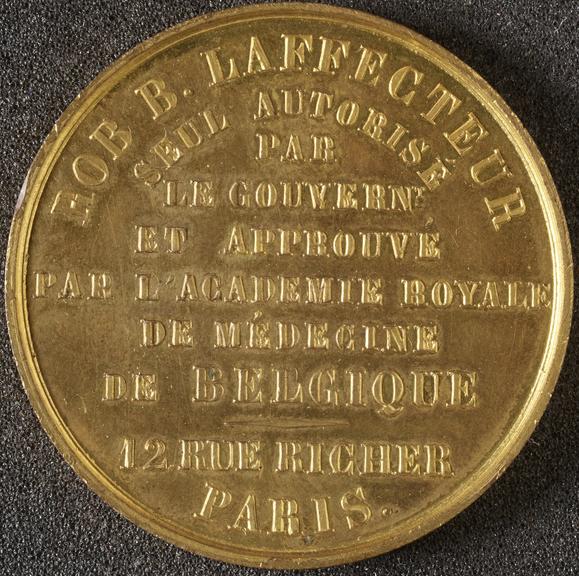 ROB B. LAFFECTEUR
SEUL AUTORISÉ
PAR
LE GOUVERNT
ET APPROUVÉ
PAR L'ACADEMIE ROYALE
DE MÉDECINE
DE BELGIQUE
12 RUE RICHER
PARIS.